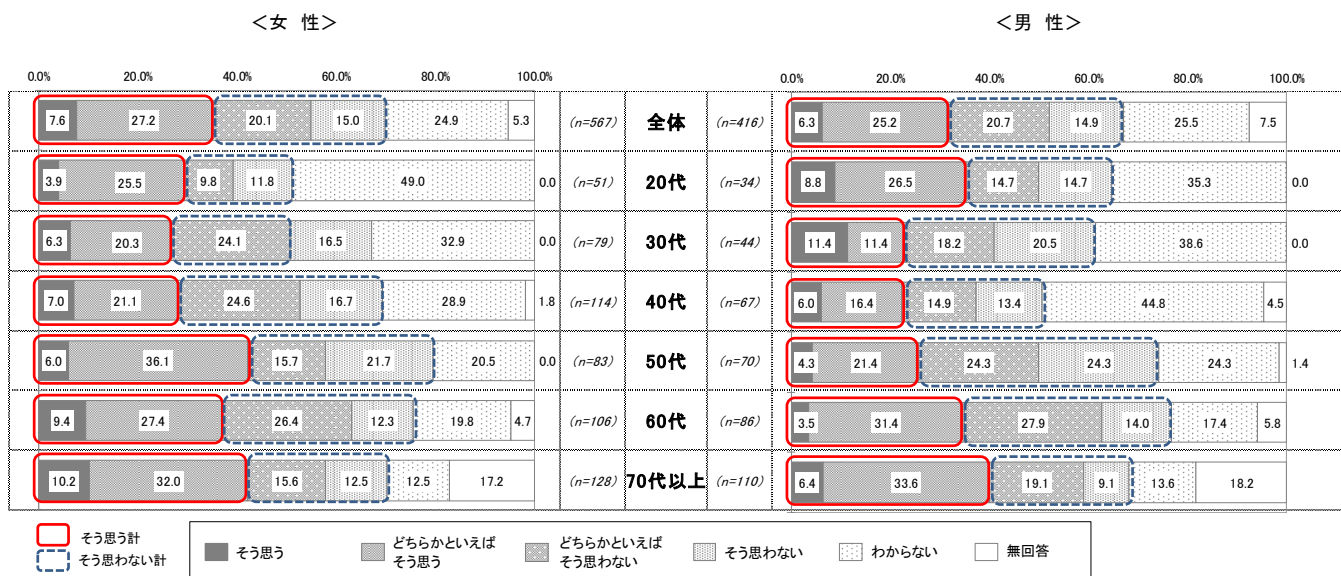 ＜女 性＞ ＜男 性＞
0.0% 20.0% 40.0% 60.0% 80.0% 100.0% 0.0% 20.0% 40.0% 60.0% 80.0% 100.0%
7.6 27.2 20.1 15.0 24.9 5.3 (n=567) 全体 (n=416) 6.3 25.2 20.7 14.9 25.5 7.5
3.9 25.5 9.8 11.8 49.0 0.0 (n=51) 20代 (n=34) 8.8 26.5 14.7 14.7 35.3 0.0
6.3 20.3 24.1 16.5 32.9 0.0 (n=79) 30代 (n=44) 11.4 11.4 18.2 20.5 38.6 0.0
7.0 21.1 24.6 16.7 28.9 1.8 (n=114) 40代 (n=67) 6.0 16.4 14.9 13.4 44.8 4.5
6.0 36.1 15.7 21.7 20.5 0.0 (n=83) 50代 (n=70) 4.3 21.4 24.3 24.3 24.3 1.4
9.4 27.4 26.4 12.3 19.8 4.7 (n=106) 60代 (n=86) 3.5 31.4 27.9 14.0 17.4 5.8
10.2 32.0 15.6 12.5 12.5 17.2 (n=128) 70代以上 (n=110) 6.4 33.6 19.1 9.1 13.6 18.2
そう思う計
そう思わない計
そう思う
どちらかといえば
そう思う
どちらかといえば
そう思わない
そう思わない
わからない
無回答